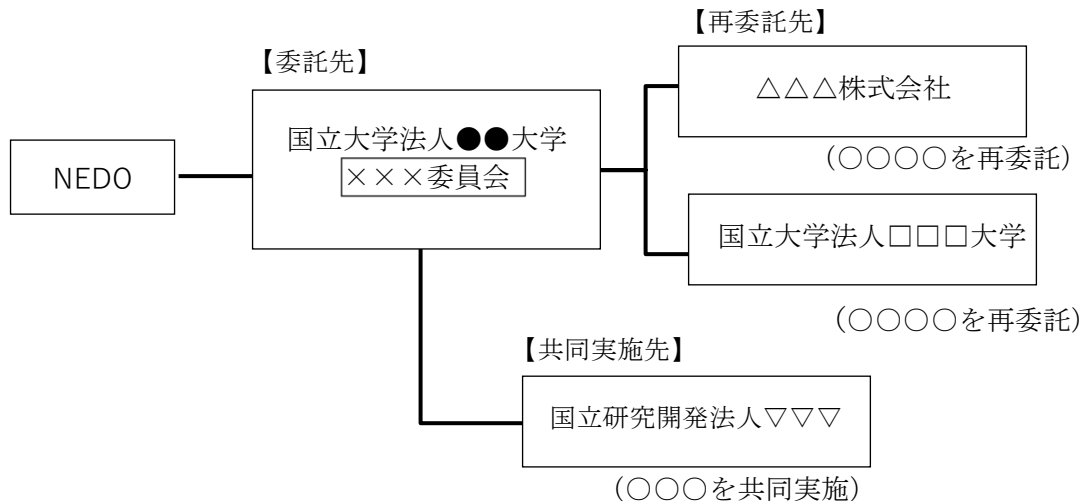 【再委託先】
【委託先】
△△△株式会社
国立大学法人●●大学
×××委員会
NEDO
(○○○○を再委託)
国立大学法人□□□大学
(○○○○を再委託)
【共同実施先】
国立研究開発法人▽▽▽
(○○○を共同実施)